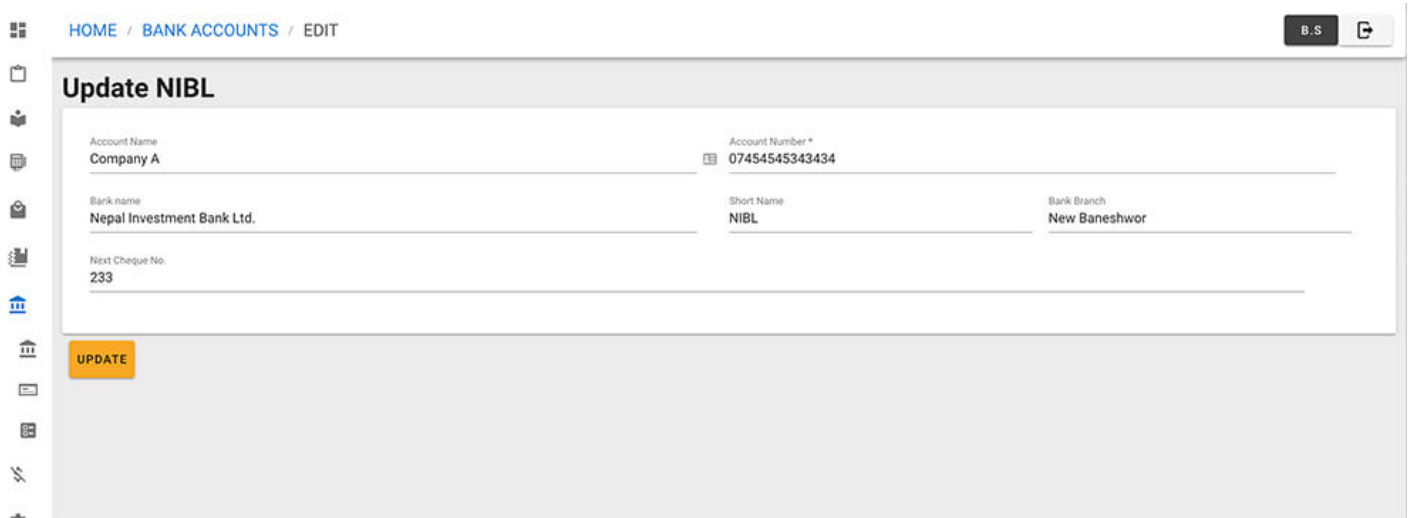 HOME / BANK ACCOUNTS / EDIT
B.S
Update NIBL
Account Name
Company A
Account Number *
07454545343434
Bank name
Nepal Investment Bank Ltd.
Short Name
NIBL
Bank Branch
New Baneshwor
Next Cheque No.
233
UPDATE